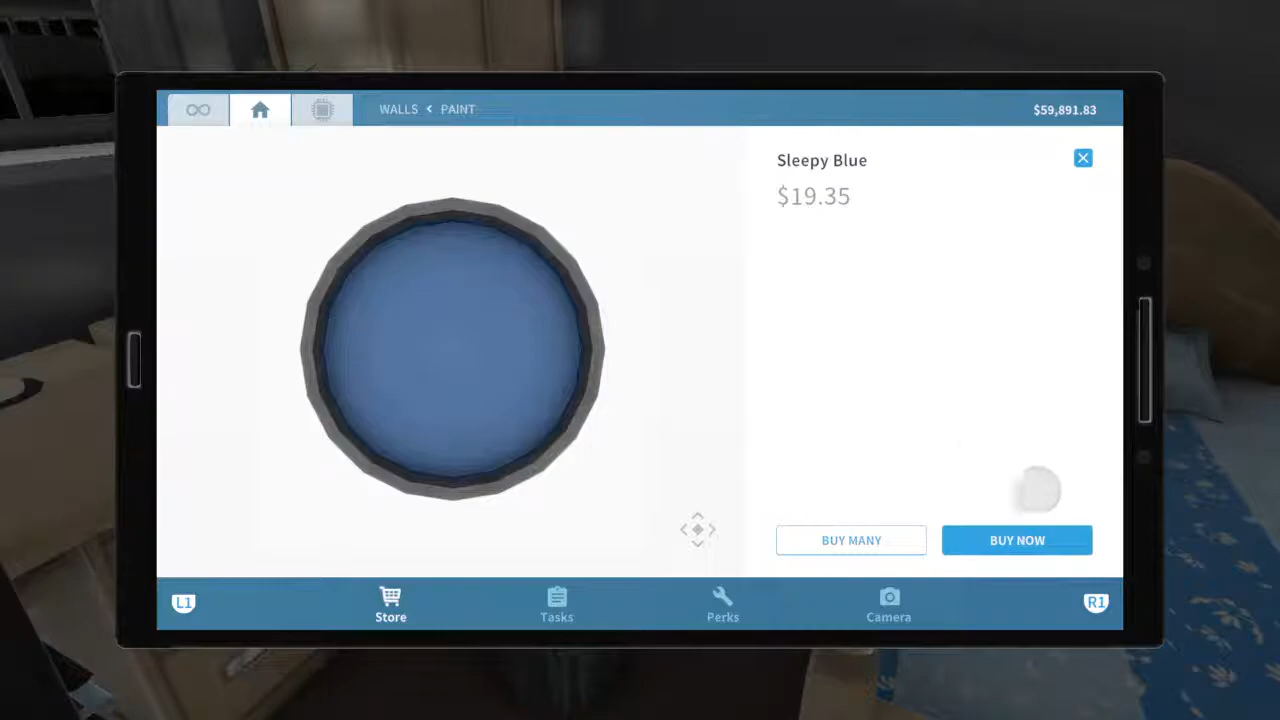 WALLS < PAINT
$59,891.83
Sleepy Blue
$19.35
BUY MANY
BUY NOW
L1
Store
Tasks
Perks
Camera
R1